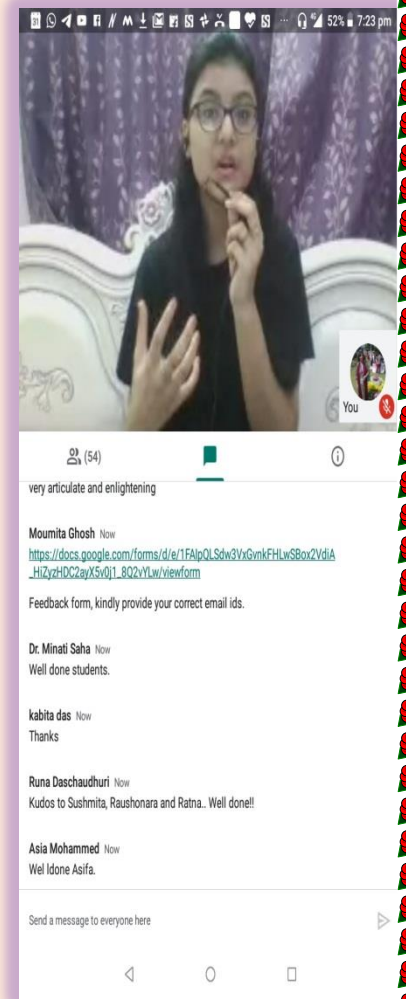 31 52% 7:23 pm
You
(54)
very articulate and enlightening
Moumita Ghosh Now
https://docs.google.com/forms/d/e/1FAIpQLSdw3VxGvnkFHLwSBox2VdiA
_HiZyzHDC2ayX5v0j1_8Q2vYLw/viewform
Feedback form, kindly provide your correct email ids.
Dr. Minati Saha Now
Well done students.
kabita das Now
Thanks
Runa Daschaudhuri Now
Kudos to Sushmita, Raushonara and Ratna.. Well done!!
Asia Mohammed Now
Wel ldone Asifa.
Send a message to everyone here